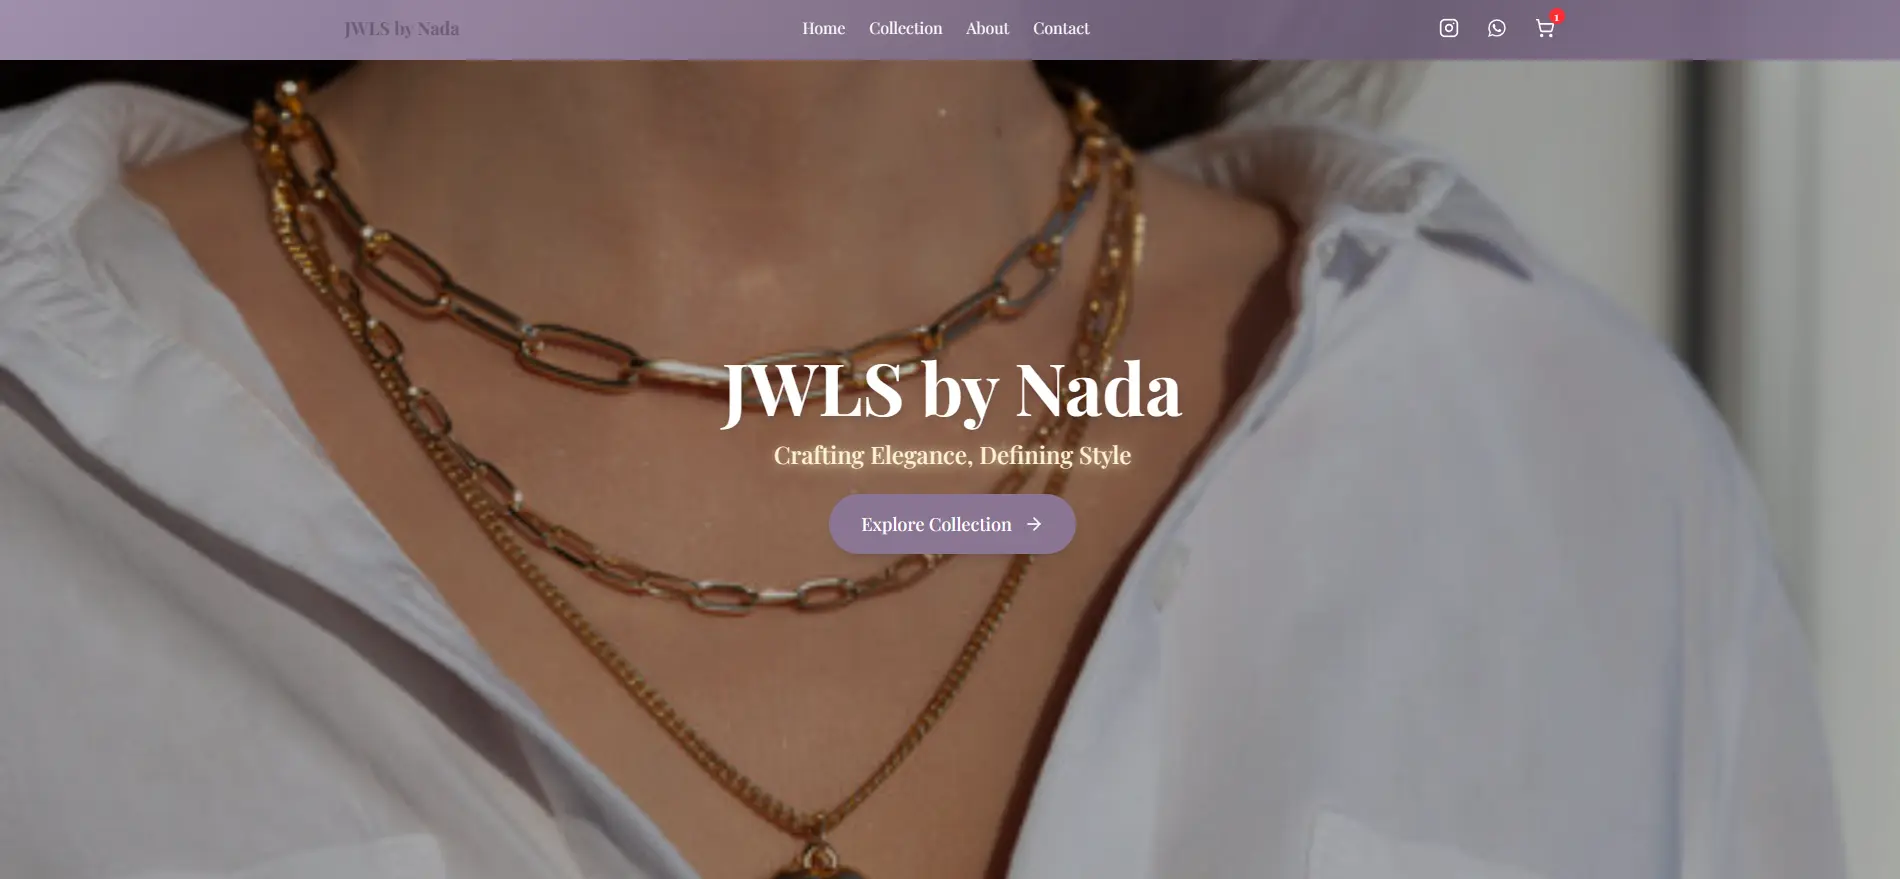 JWLS by Nada
Home Collection About Contact
1
JWLS by Nada
Crafting Elegance, Defining Style
Explore Collection